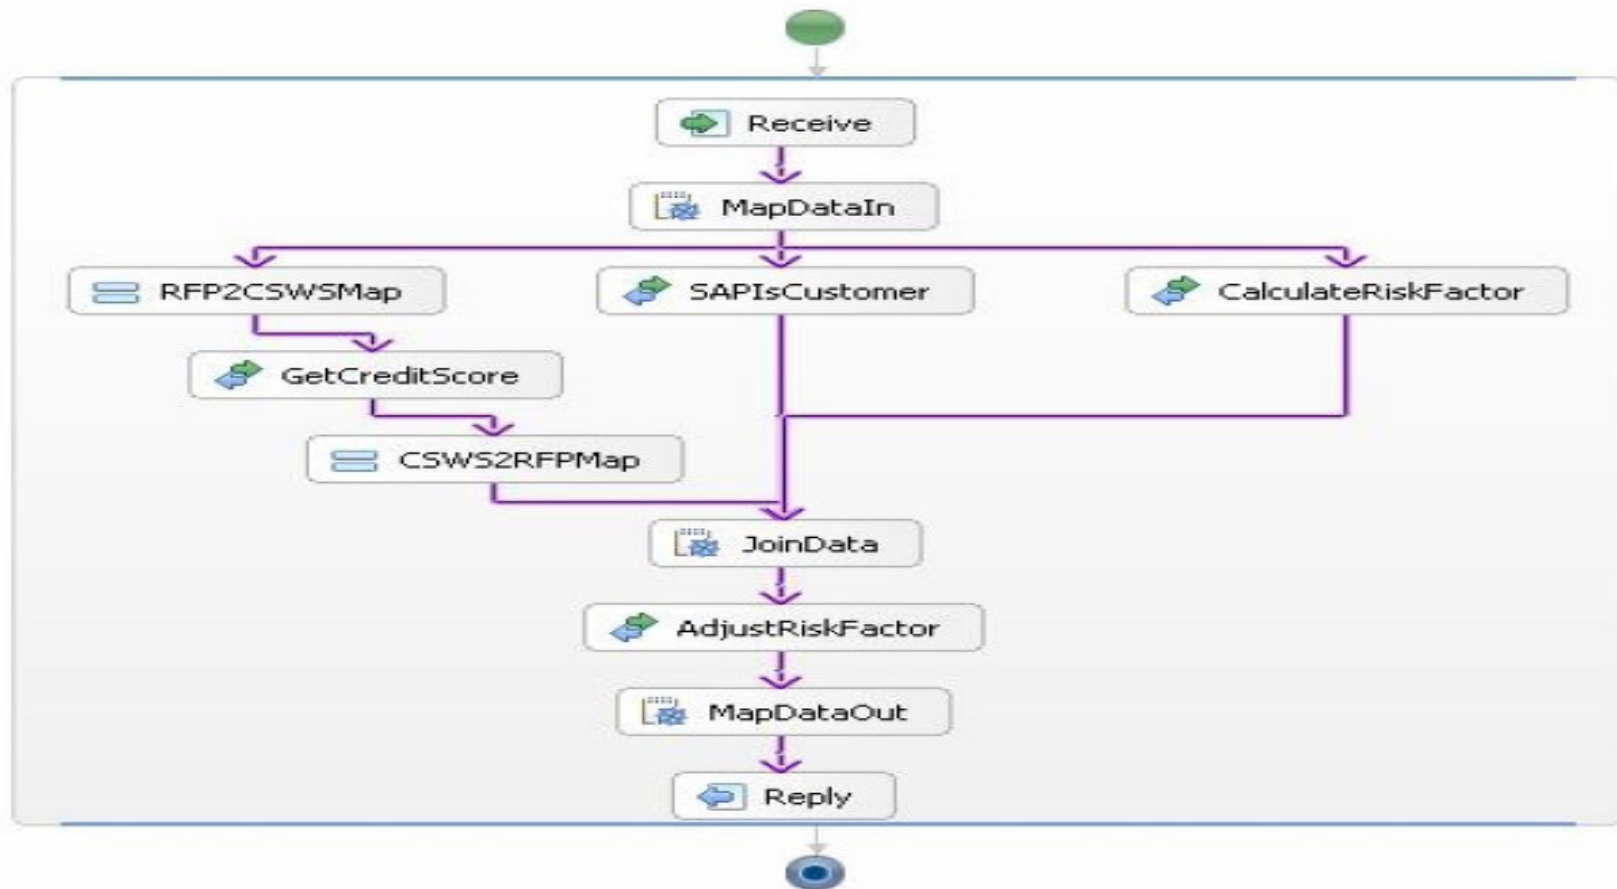 Receive
MapDataIn
RFP2CSWSMap
SAPIsCustomer
CalculateRiskFactor
GetCreditScore
CSWS2RFPMap
JoinData
AdjustRiskFactor
MapDataOut
Reply